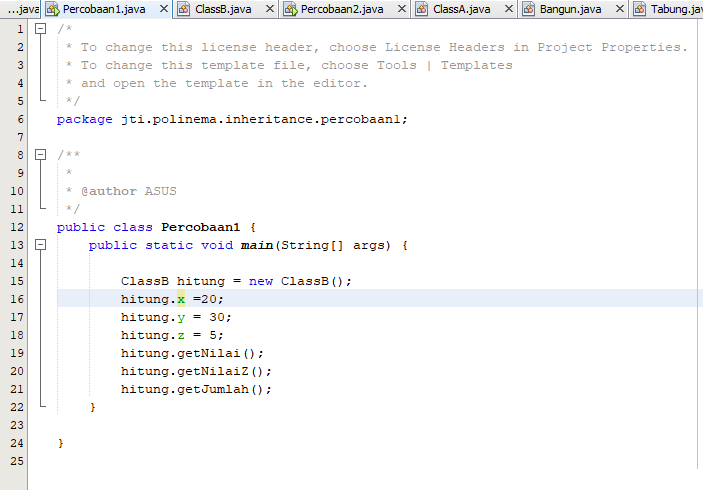 ...java Percobaan1.java ClassB.java Percobaan2.java ClassA.java Bangun.java Tabung.jav
1 /*
2 * To change this license header, choose License Headers in Project Properties.
3 * To change this template file, choose Tools | Templates
4 * and open the template in the editor.
5 */
6 package jti.polinema.inheritance.percobaan1;
7
8 /**
9 *
10 * @author ASUS
11 */
12 public class Percobaan1 {
13 public static void main(String[] args) {
14
15 ClassB hitung = new ClassB();
16 hitung.x =20;
17 hitung.y = 30;
18 hitung.z = 5;
19 hitung.getNilai();
20 hitung.getNilaiZ();
21 hitung.getJumlah();
22 }
23
24 }
25